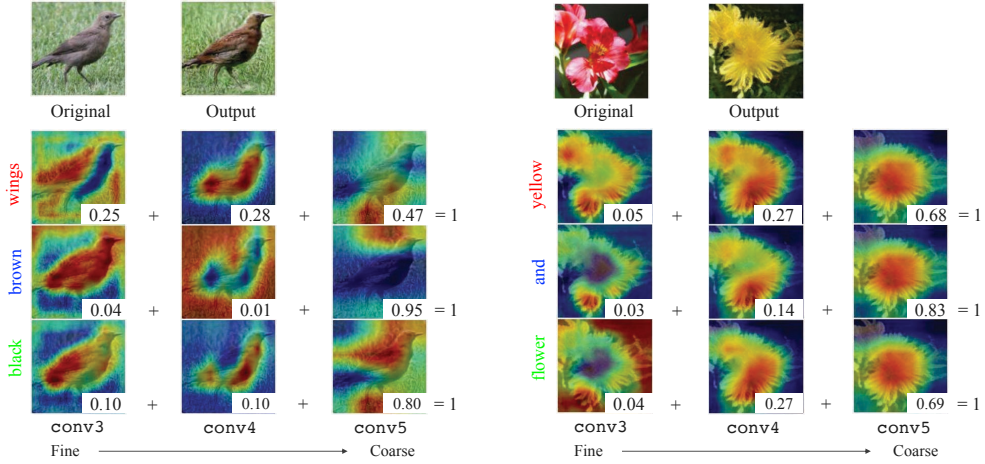 Original Output
wings 0.25 + 0.28 + 0.47 = 1
brown 0.04 + 0.01 + 0.95 = 1
black 0.10 + 0.10 + 0.80 = 1
conv3 conv4 conv5
Fine Coarse
Original Output
yellow 0.05 + 0.27 + 0.68 = 1
and 0.03 + 0.14 + 0.83 = 1
flower 0.04 + 0.27 + 0.69 = 1
conv3 conv4 conv5
Fine Coarse